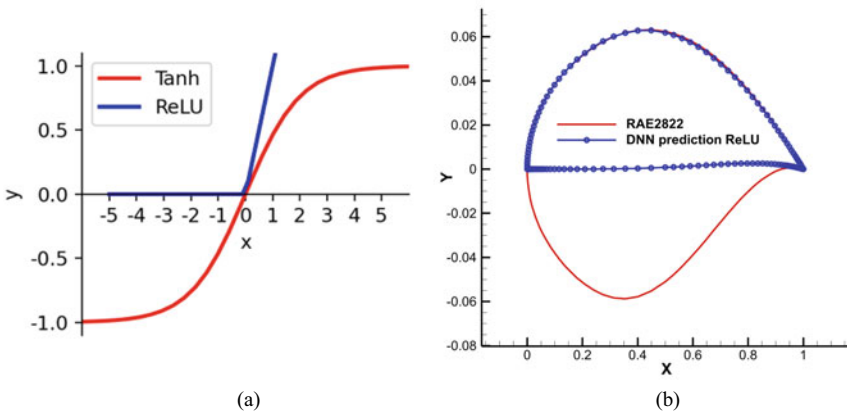 1.0
Tanh
ReLU
0.5
y
0.0
-5 -4 -3 -2 -1 0 1 2 3 4 5
x
-0.5
-1.0
(a)
0.06
0.04
RAE2822
DNN prediction ReLU
0.02
Y
0
-0.02
-0.04
-0.06
-0.08
0 0.2 0.4 0.6 0.8 1
X
(b)